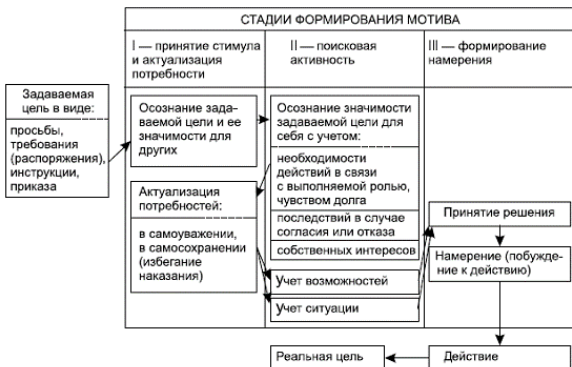 СТАДИИ ФОРМИРОВАНИЯ МОТИВА
I — принятие стимула
и актуализация
потребности
II — поисковая
активность
III — формирование
намерения
Задаваемая
цель в виде:
просьбы,
требования
(распоряжения),
инструкции,
приказа
Осознание зада-
ваемой цели и ее
значимости для
других
Актуализация
потребностей:
в самоуважении,
в самосохранении
(избегание
наказания)
Осознание значимости
задаваемой цели для
себя с учетом:
необходимости
действий в связи
с выполняемой ролью,
чувством долга
последствий в случае
согласия или отказа
собственных интересов
Учет возможностей
Учет ситуации
Принятие решения
Намерение (побужде-
ние к действию)
Действие
Реальная цель